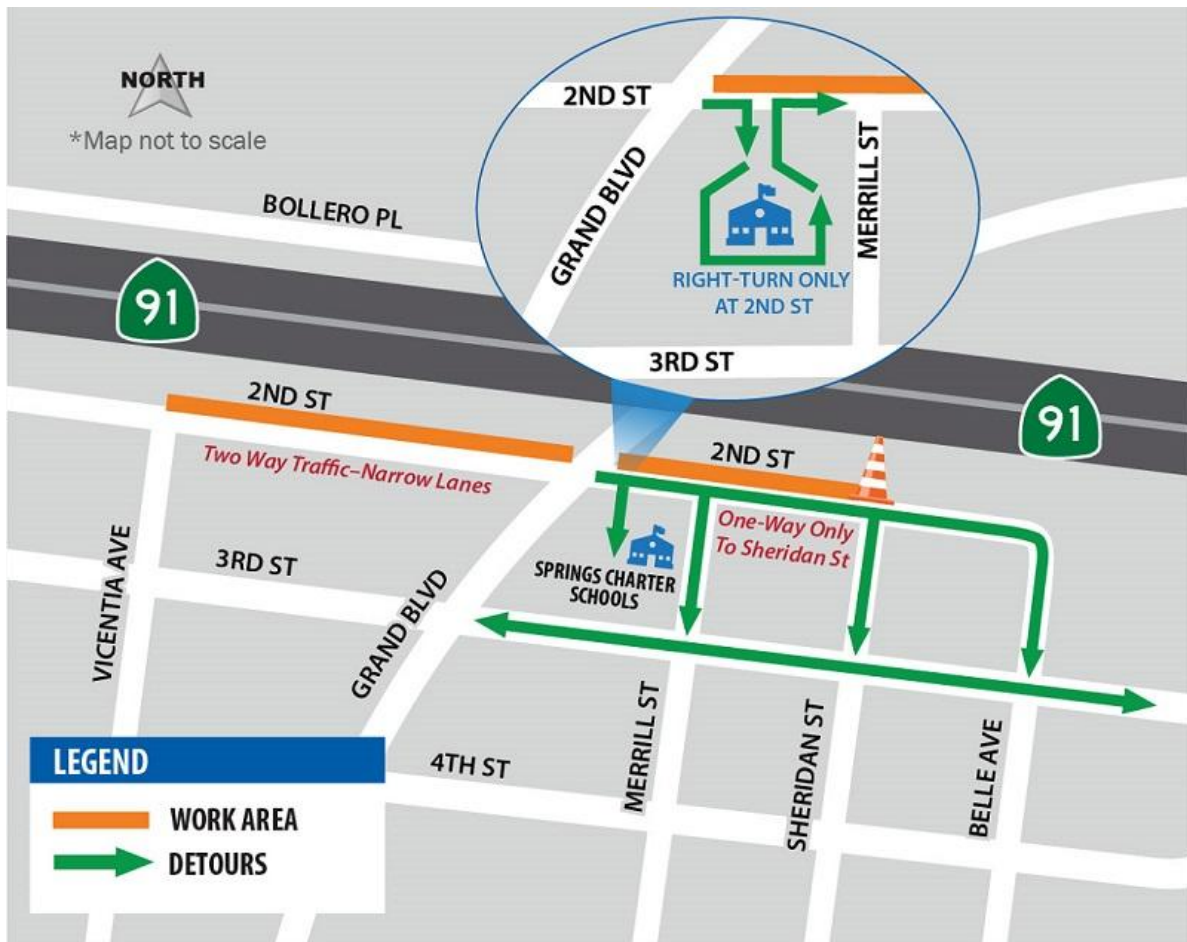 NORTH
*Map not to scale
2ND ST
GRAND BLVD
MERRILL ST
RIGHT-TURN ONLY
AT 2ND ST
3RD ST
BOLLERO PL
91
91
2ND ST
Two Way Traffic–Narrow Lanes
2ND ST
One-Way Only
To Sheridan St
SPRINGS CHARTER
SCHOOLS
VICENTIA AVE
3RD ST
GRAND BLVD
MERRILL ST
SHERIDAN ST
BELLE AVE
4TH ST
LEGEND
WORK AREA
DETOURS